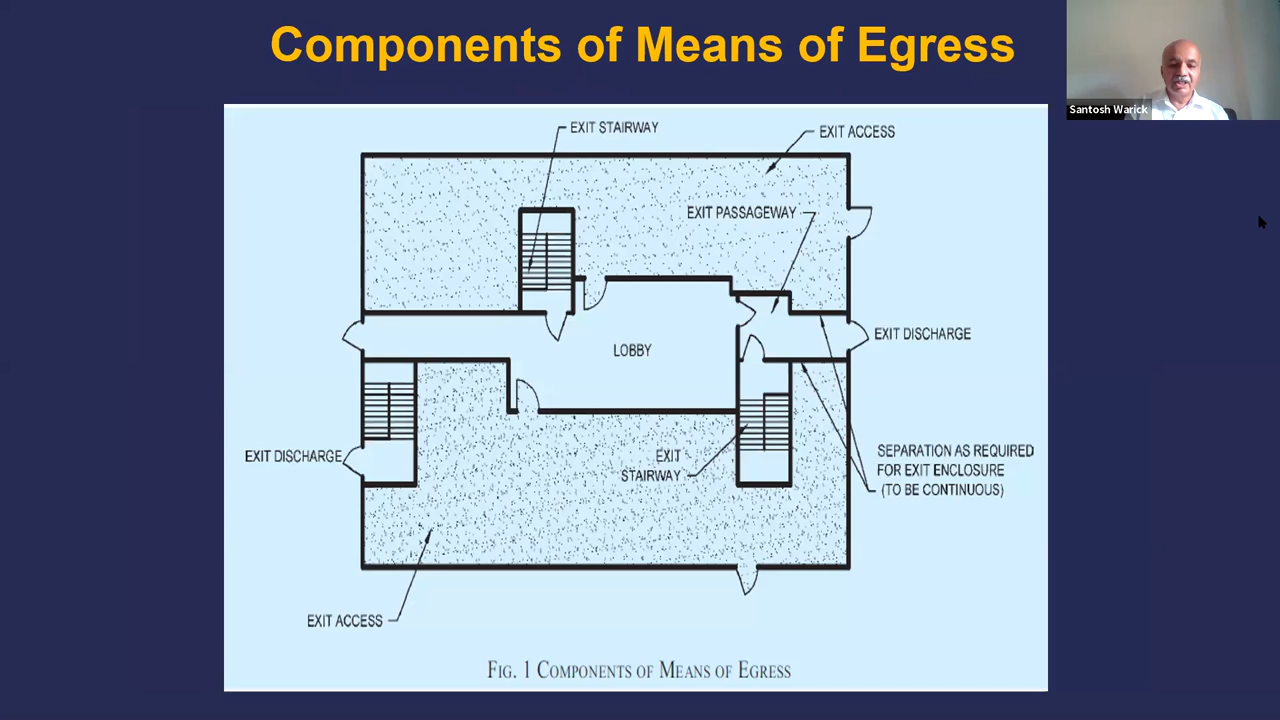 Components of Means of Egress
Santosh Warick
EXIT STAIRWAY
EXIT ACCESS
EXIT PASSAGEWAY
EXIT DISCHARGE
LOBBY
EXIT DISCHARGE
EXIT
STAIRWAY
SEPARATION AS REQUIRED
FOR EXIT ENCLOSURE
(TO BE CONTINUOUS)
EXIT ACCESS
FIG. 1 COMPONENTS OF MEANS OF EGRESS